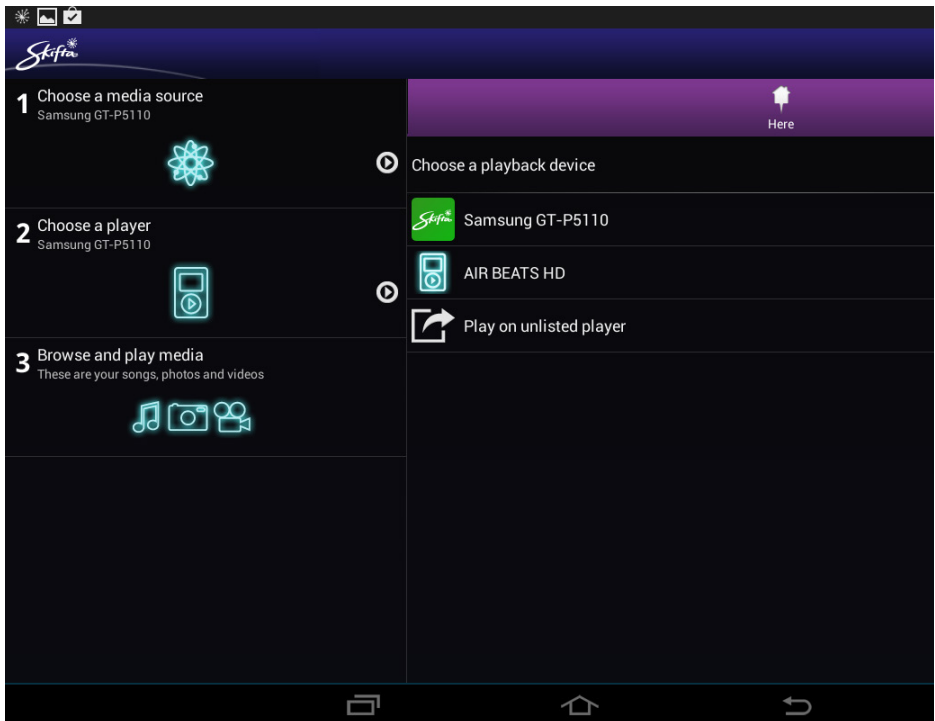 Skifta
1 Choose a media source
Samsung GT-P5110
2 Choose a player
Samsung GT-P5110
3 Browse and play media
These are your songs, photos and videos
Here
Choose a playback device
Skifta Samsung GT-P5110
AIR BEATS HD
Play on unlisted player